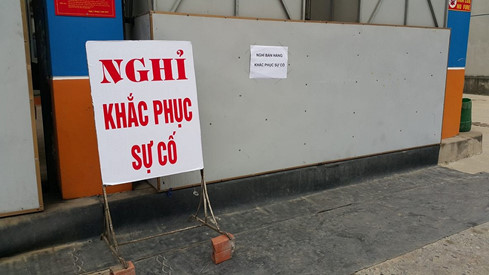 NGHỈ
KHẮC PHỤC
SỰ CỐ
NGHỈ BÁN HÀNG
KHẮC PHỤC SỰ CỐ